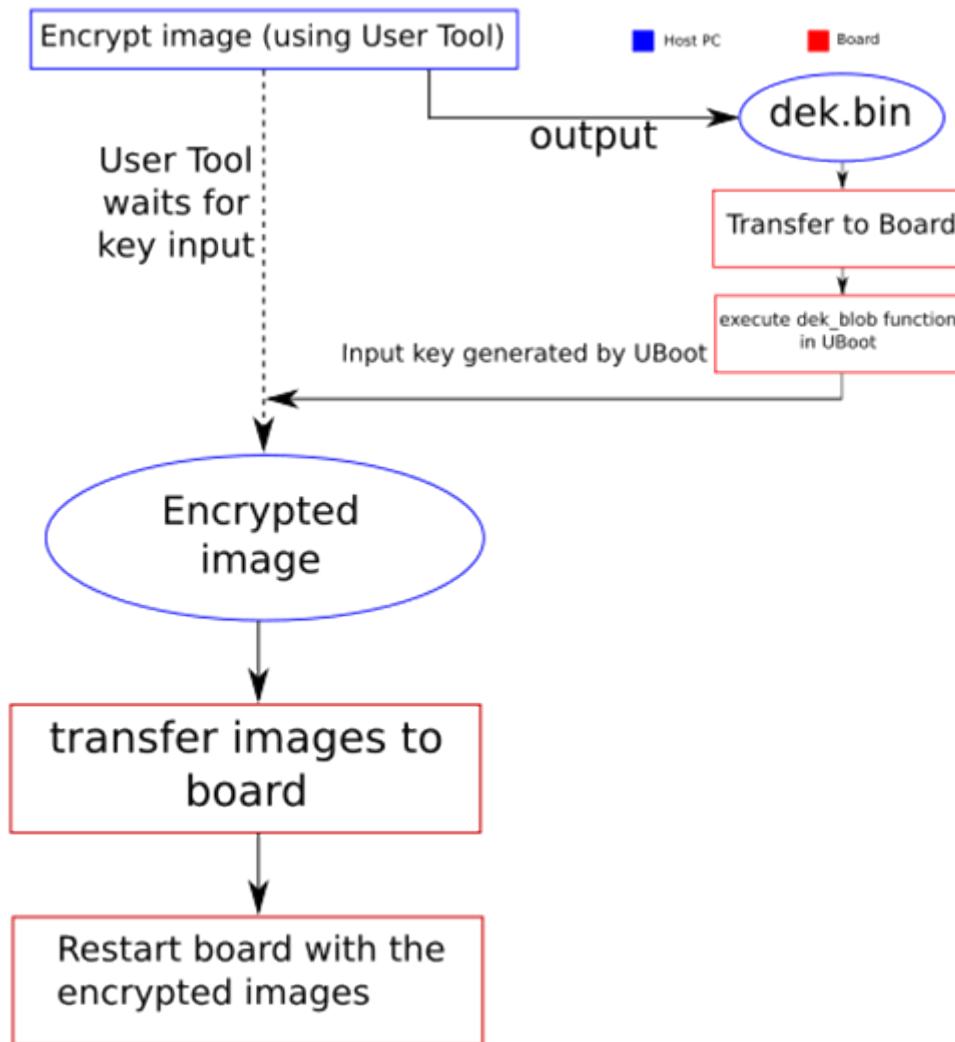 Encrypt image (using User Tool)
Host PC
Board
dek.bin
output
User Tool
waits for
key input
Transfer to Board
execute dek_blob function
in UBoot
Input key generated by UBoot
Encrypted
image
transfer images to
board
Restart board with the
encrypted images